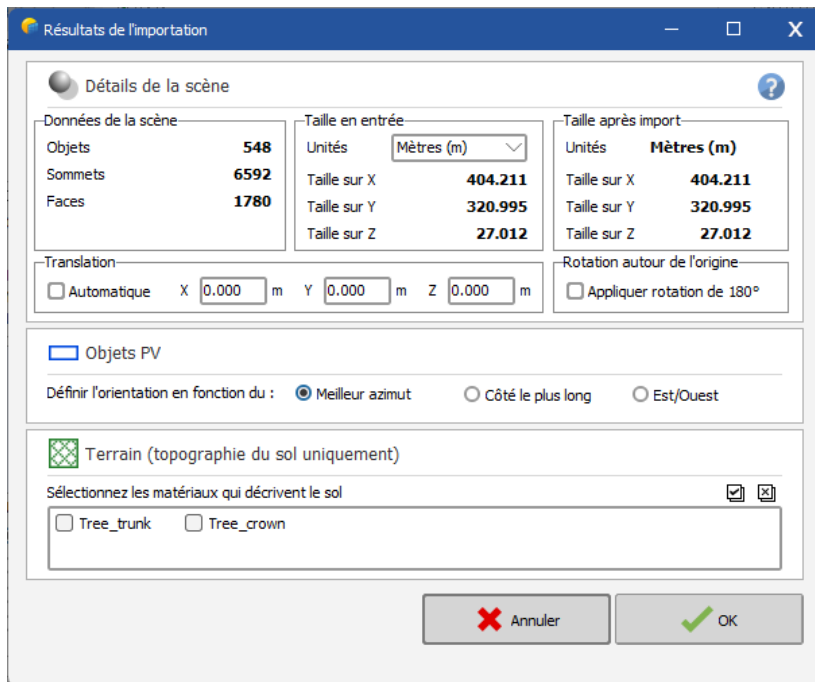 Résultats de l'importation
Détails de la scène
Données de la scène
Objets 548
Sommets 6592
Faces 1780
Taille en entrée
Unités Mètres (m)
Taille sur X 404.211
Taille sur Y 320.995
Taille sur Z 27.012
Taille après import
Unités Mètres (m)
Taille sur X 404.211
Taille sur Y 320.995
Taille sur Z 27.012
Translation
Automatique X 0.000 m Y 0.000 m Z 0.000 m
Rotation autour de l'origine
Appliquer rotation de 180°
Objets PV
Définir l'orientation en fonction du : Meilleur azimut Côté le plus long Est/Ouest
Terrain (topographie du sol uniquement)
Sélectionnez les matériaux qui décrivent le sol
Tree_trunk Tree_crown
Annuler OK